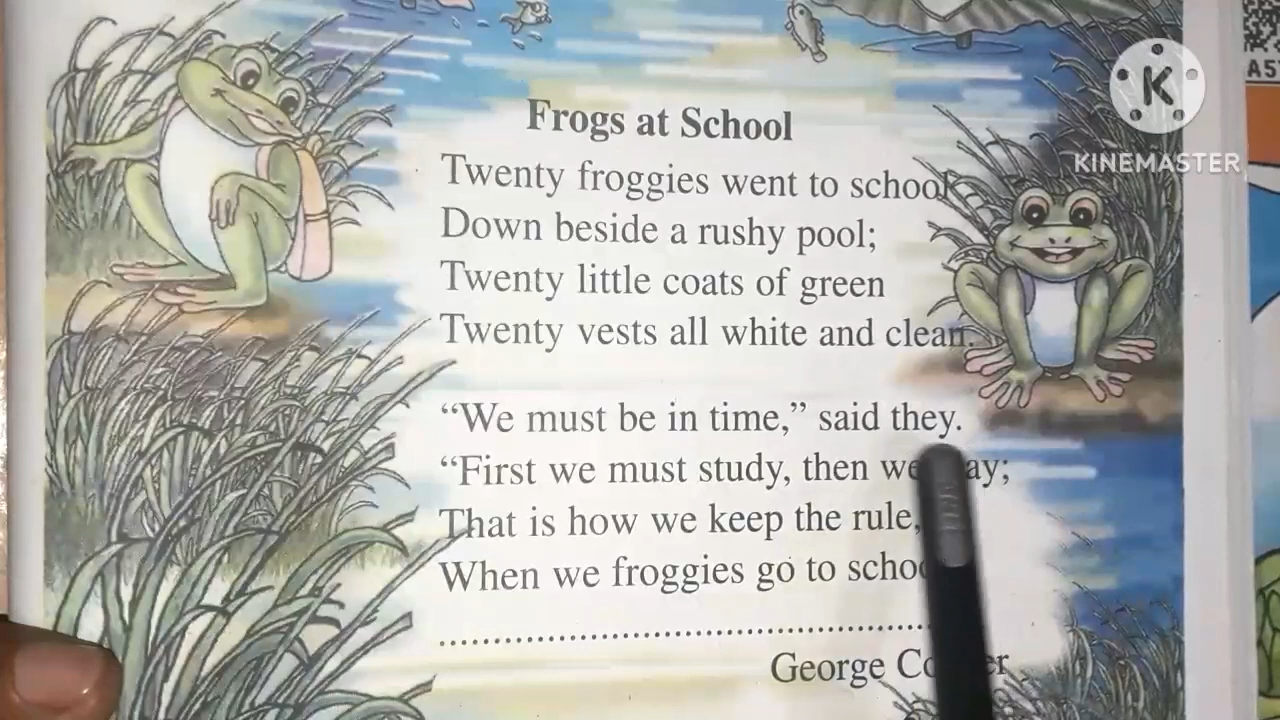 A5
K
KINEMASTER
Frogs at School
Twenty froggies went to school
Down beside a rushy pool;
Twenty little coats of green
Twenty vests all white and clean.
“We must be in time,” said they.
“First we must study, then we
That is how we keep the rule,
When we froggies go to
George